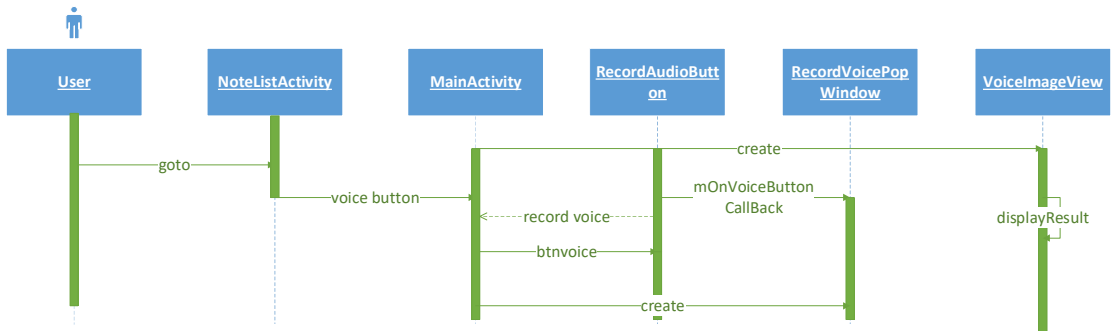 User
NoteListActivity
MainActivity
RecordAudioButt
on
RecordVoicePop
Window
VoiceImageView
create
goto
voice button
mOnVoiceButton
CallBack
record voice
displayResult
btnvoice
create